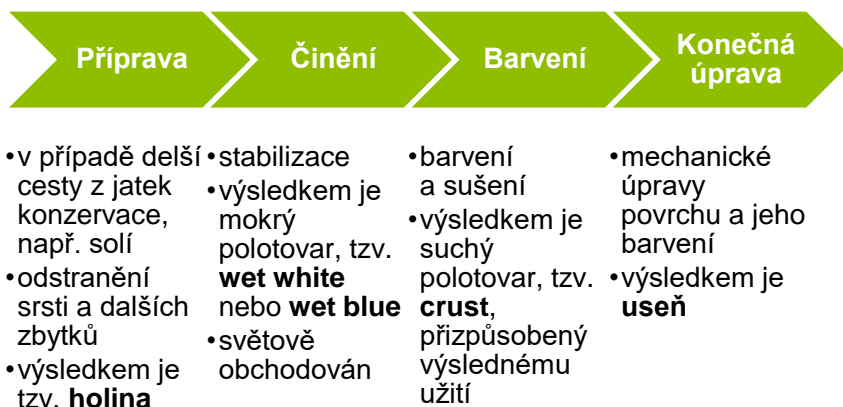 Příprava
Činění
Barvení
Konečná
úprava
•v případě delší
cesty z jatek
konzervace,
např. solí
•odstranění
srsti a dalších
zbytků
•výsledkem je
tzv. holina
•stabilizace
•výsledkem je
mokrý
polotovar, tzv.
wet white
nebo wet blue
•světově
obchodován
•barvení
a sušení
•výsledkem je
suchý
polotovar, tzv.
crust,
přizpůsobený
výslednému
užití
•mechanické
úpravy
povrchu a jeho
barvení
•výsledkem je
useň